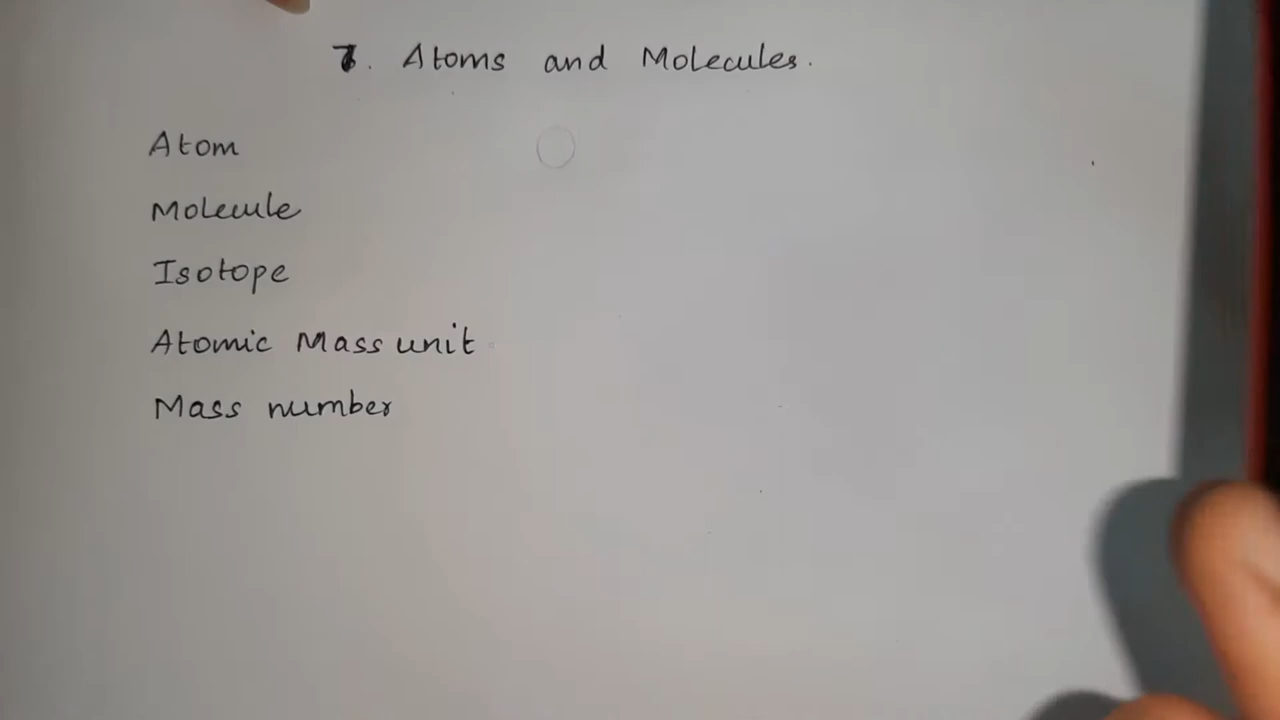 7. Atoms and Molecules.
Atom
Molecule
Isotope
Atomic Mass unit
Mass number